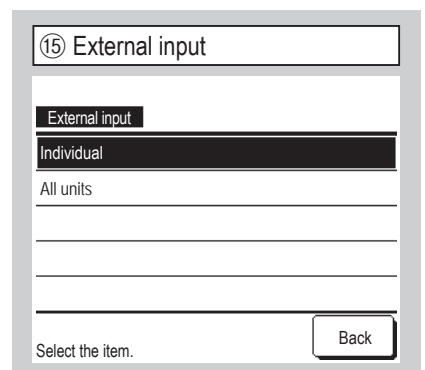 ⑮ External input
External input
Individual
All units
Select the item.
Back